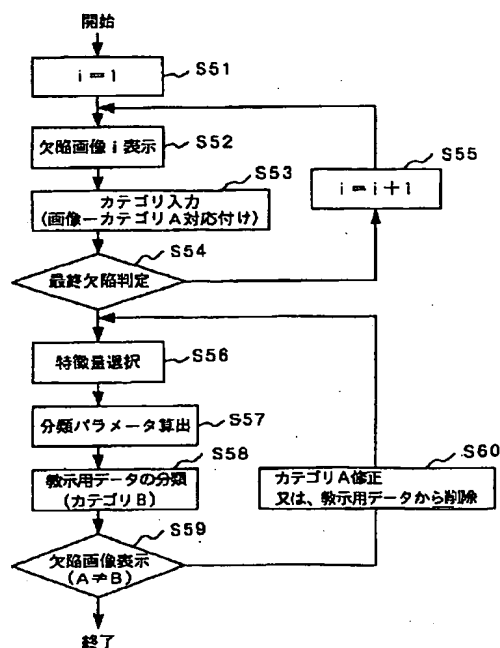 開始
i＝1
S51
欠陥画像 i 表示
S52
カテゴリ入力
(画像ーカテゴリA対応付け)
S53
最終欠陥判定
S54
i＝i＋1
S55
特徴量選択
S56
分類パラメータ算出
S57
教示用データの分類
(カテゴリB)
S58
欠陥画像表示
(A≠B)
S59
カテゴリA修正
又は、教示用データから削除
S60
終了